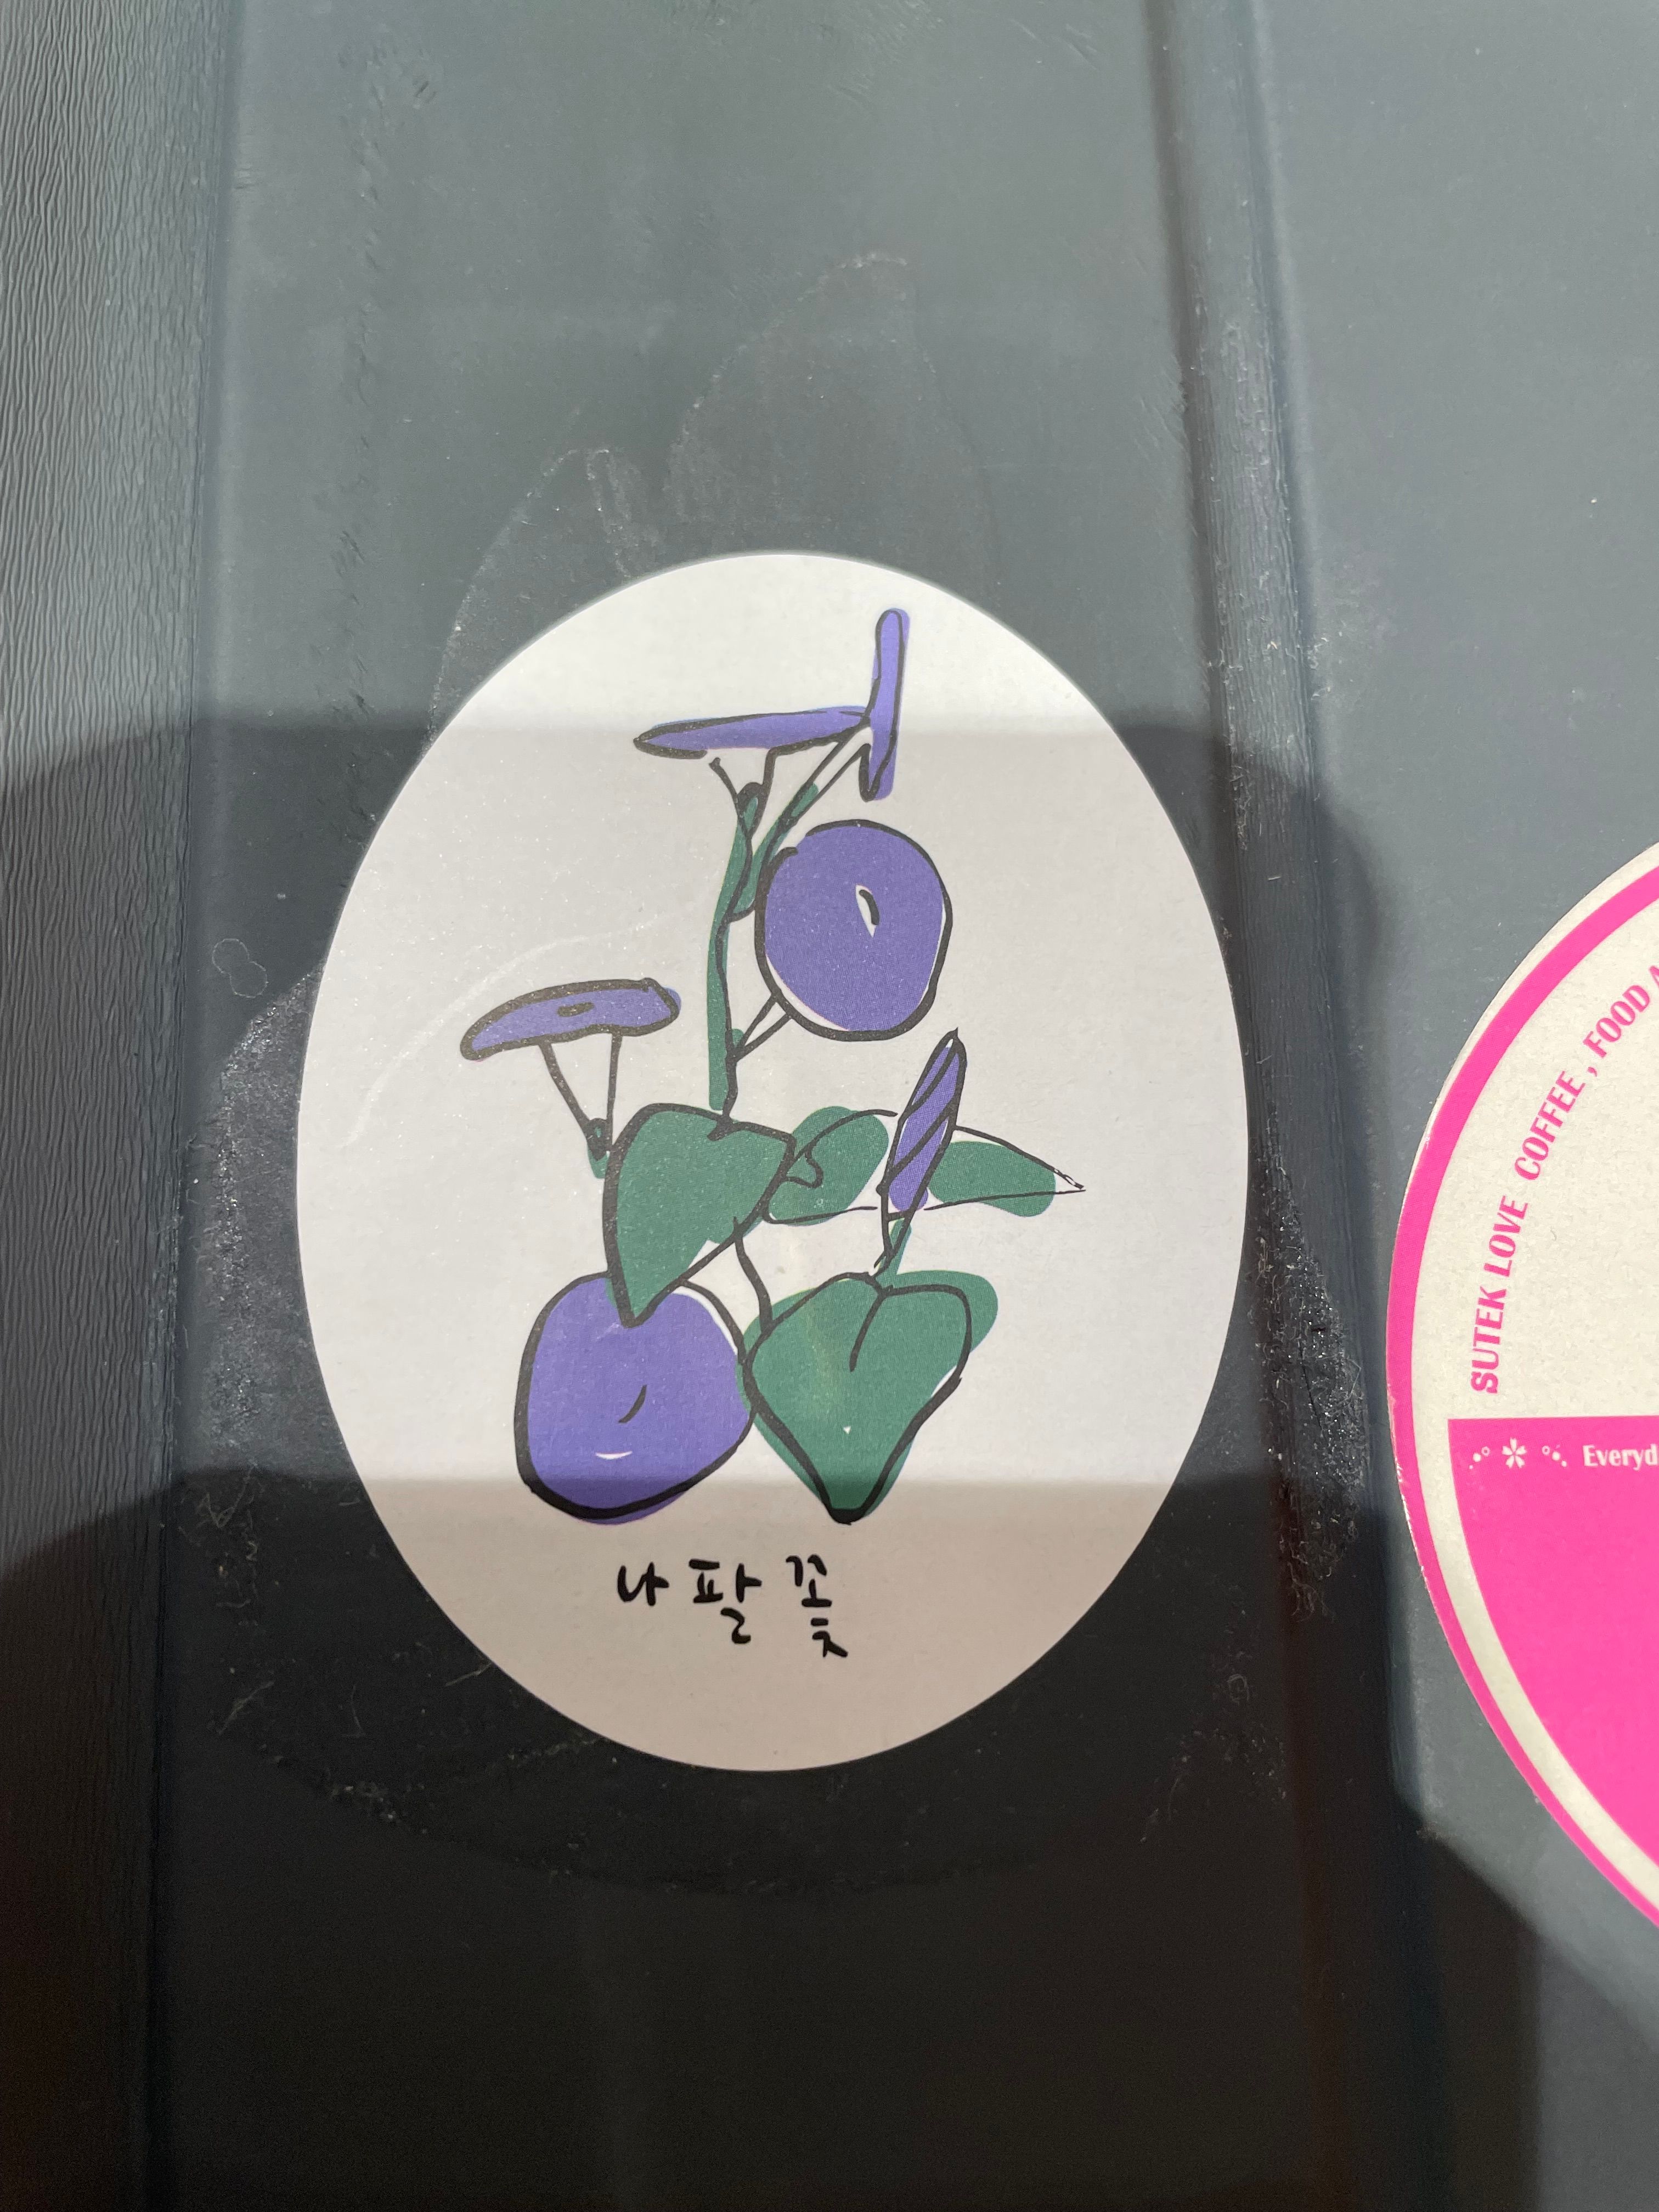 나팔꽃
SUTEK LOVE COFFEE, FOOD
Everyd